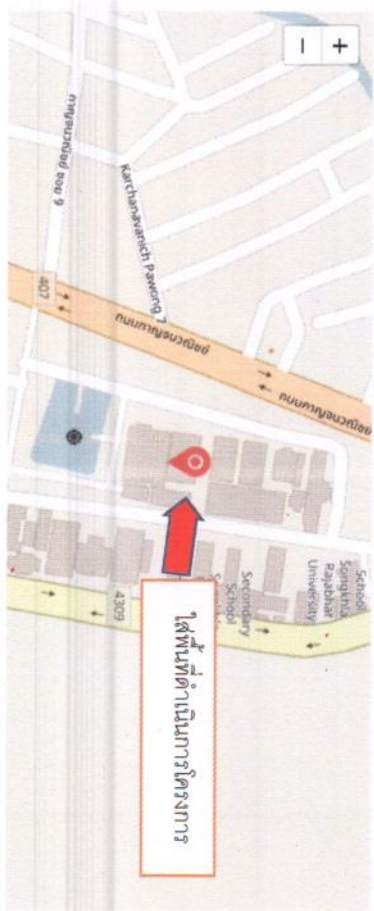 +
−
School
Songkhla
Rajabhat
University
Secondary
School
ถนนกาญจนวณิชย์
ถนนกาญจนวณิชย์
Karchanavanich Pawong 7
407
4309
กาญจนวณิชย์ ซอย 9
ใส่พื้นที่ดำเนินการโครงการ